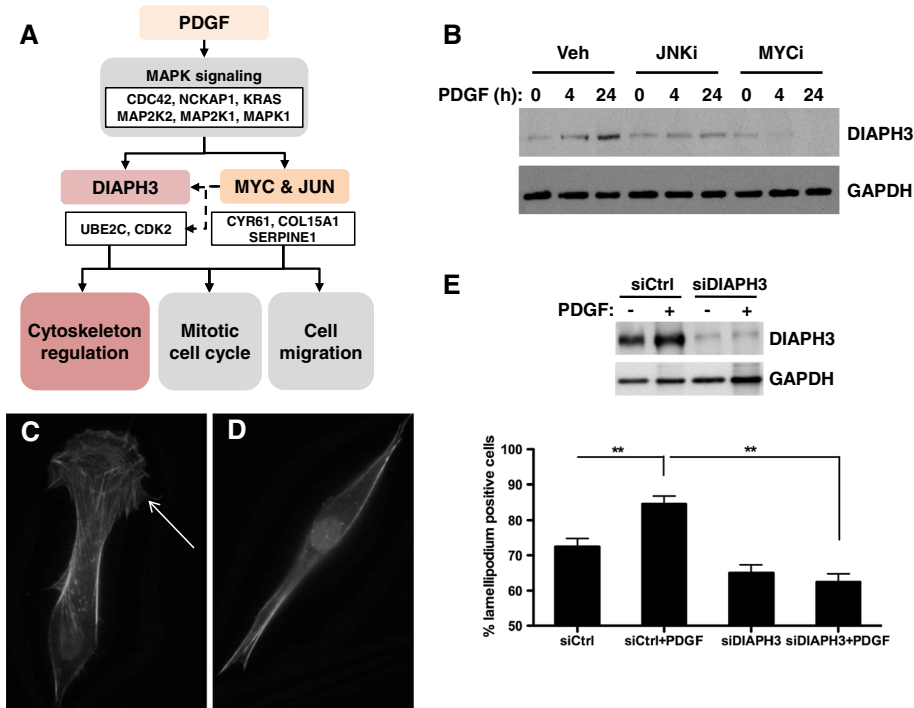 A
PDGF
MAPK signaling
CDC42, NCKAP1, KRAS
MAP2K2, MAP2K1, MAPK1
DIAPH3
MYC & JUN
UBE2C, CDK2
CYR61, COL15A1
SERPINE1
Cytoskeleton
regulation
Mitotic
cell cycle
Cell
migration
B
Veh JNKi MYCi
PDGF (h): 0 4 24 0 4 24 0 4 24
DIAPH3
GAPDH
C
D
E
siCtrl siDIAPH3
PDGF: - + - +
DIAPH3
GAPDH
% lamellipodium positive cells
100
90
80
70
60
50
** **
siCtrl siCtrl+PDGF siDIAPH3 siDIAPH3+PDGF